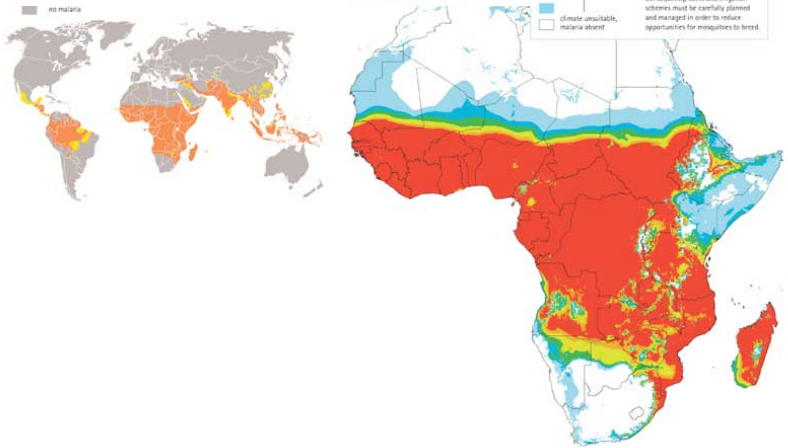 no malaria
climate unsuitable,
malaria absent
schemes must be carefully planned
and managed in order to reduce
opportunities for mosquitoes to breed.